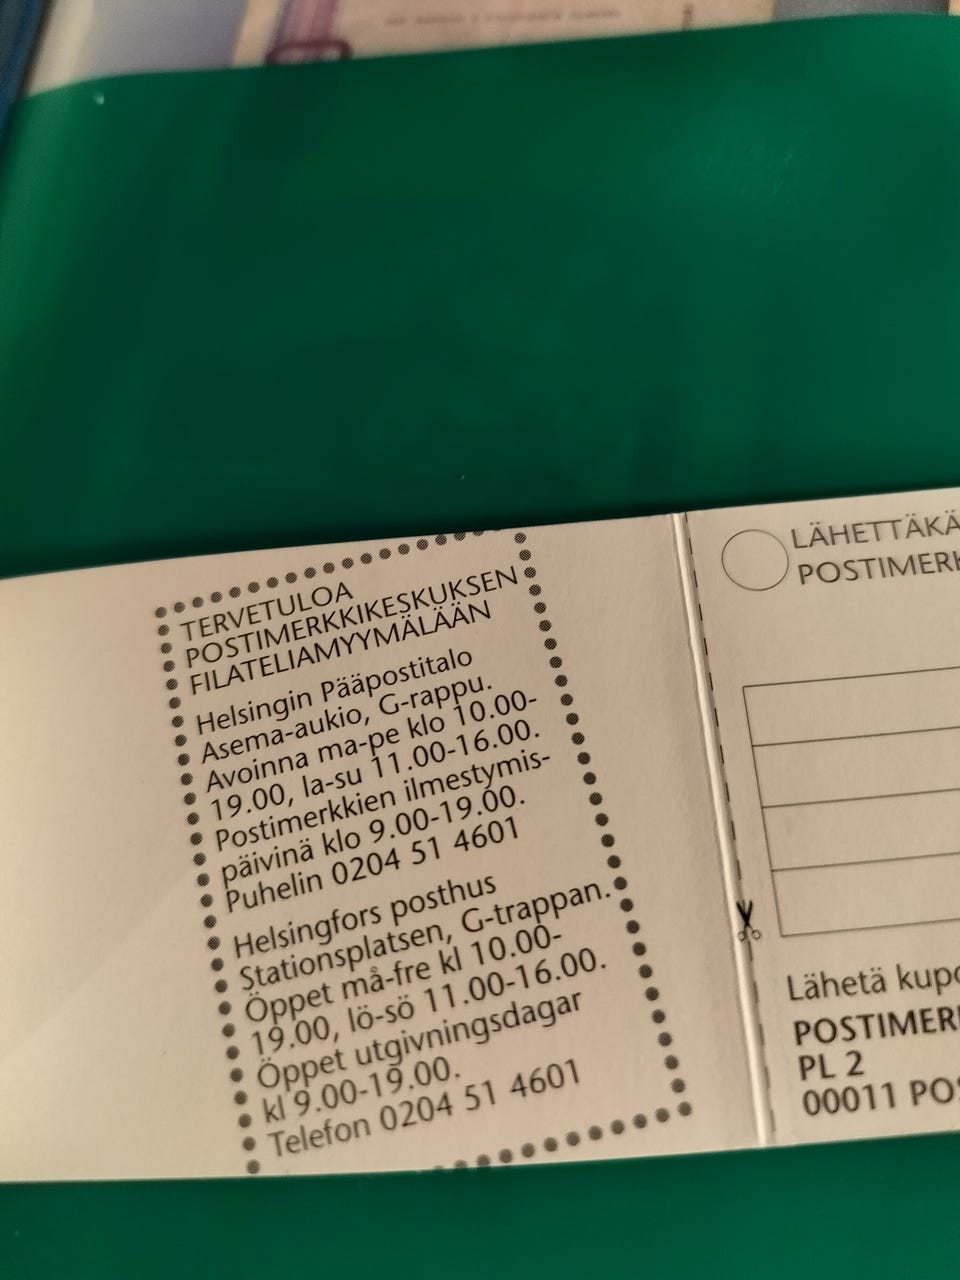 TERVETULOA
POSTIMERKKIKESKUKSEN
FILATELIAMYYMÄLÄÄN
Helsingin Pääpostitalo
Asema-aukio, G-rappu.
Avoinna ma-pe klo 10.00-
19.00, la-su 11.00-16.00.
Postimerkkien ilmestymis-
päivinä klo 9.00-19.00.
Puhelin 0204 51 4601
Helsingfors posthus
Stationsplatsen, G-trappan.
Öppet må-fre kl 10.00-
19.00, lö-sö 11.00-16.00.
Öppet utgivningsdagar
kl 9.00-19.00.
Telefon 0204 51 4601
LÄHETTÄKÄ
POSTIMERK
Lähetä kupo
POSTIMER
PL 2
00011 PO